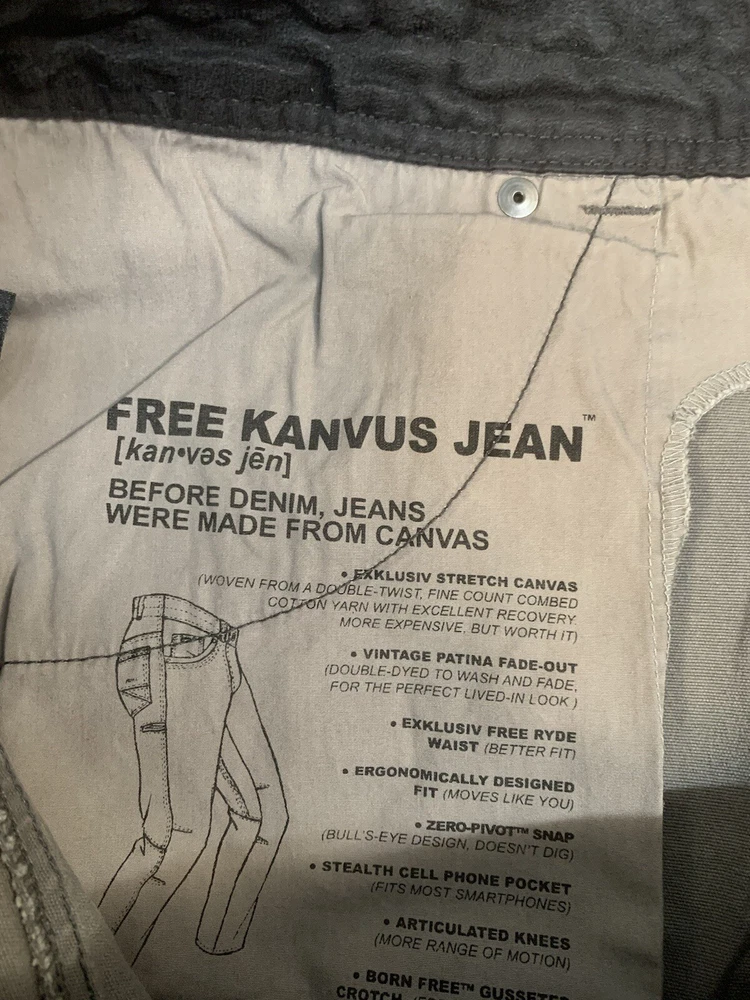 FREE KANVUS JEAN™
[kan•vəs jēn]
BEFORE DENIM, JEANS
WERE MADE FROM CANVAS
• EXKLUSIV STRETCH CANVAS
(WOVEN FROM A DOUBLE-TWIST, FINE COUNT COMBED
COTTON YARN WITH EXCELLENT RECOVERY.
MORE EXPENSIVE, BUT WORTH IT)
• VINTAGE PATINA FADE-OUT
(DOUBLE-DYED TO WASH AND FADE,
FOR THE PERFECT LIVED-IN LOOK )
• EXKLUSIV FREE RYDE
WAIST (BETTER FIT)
• ERGONOMICALLY DESIGNED
FIT (MOVES LIKE YOU)
• ZERO-PIVOT™ SNAP
(BULL'S-EYE DESIGN, DOESN'T DIG)
• STEALTH CELL PHONE POCKET
(FITS MOST SMARTPHONES)
• ARTICULATED KNEES
(MORE RANGE OF MOTION)
• BORN FREE™ GUSSETED
CROTCH